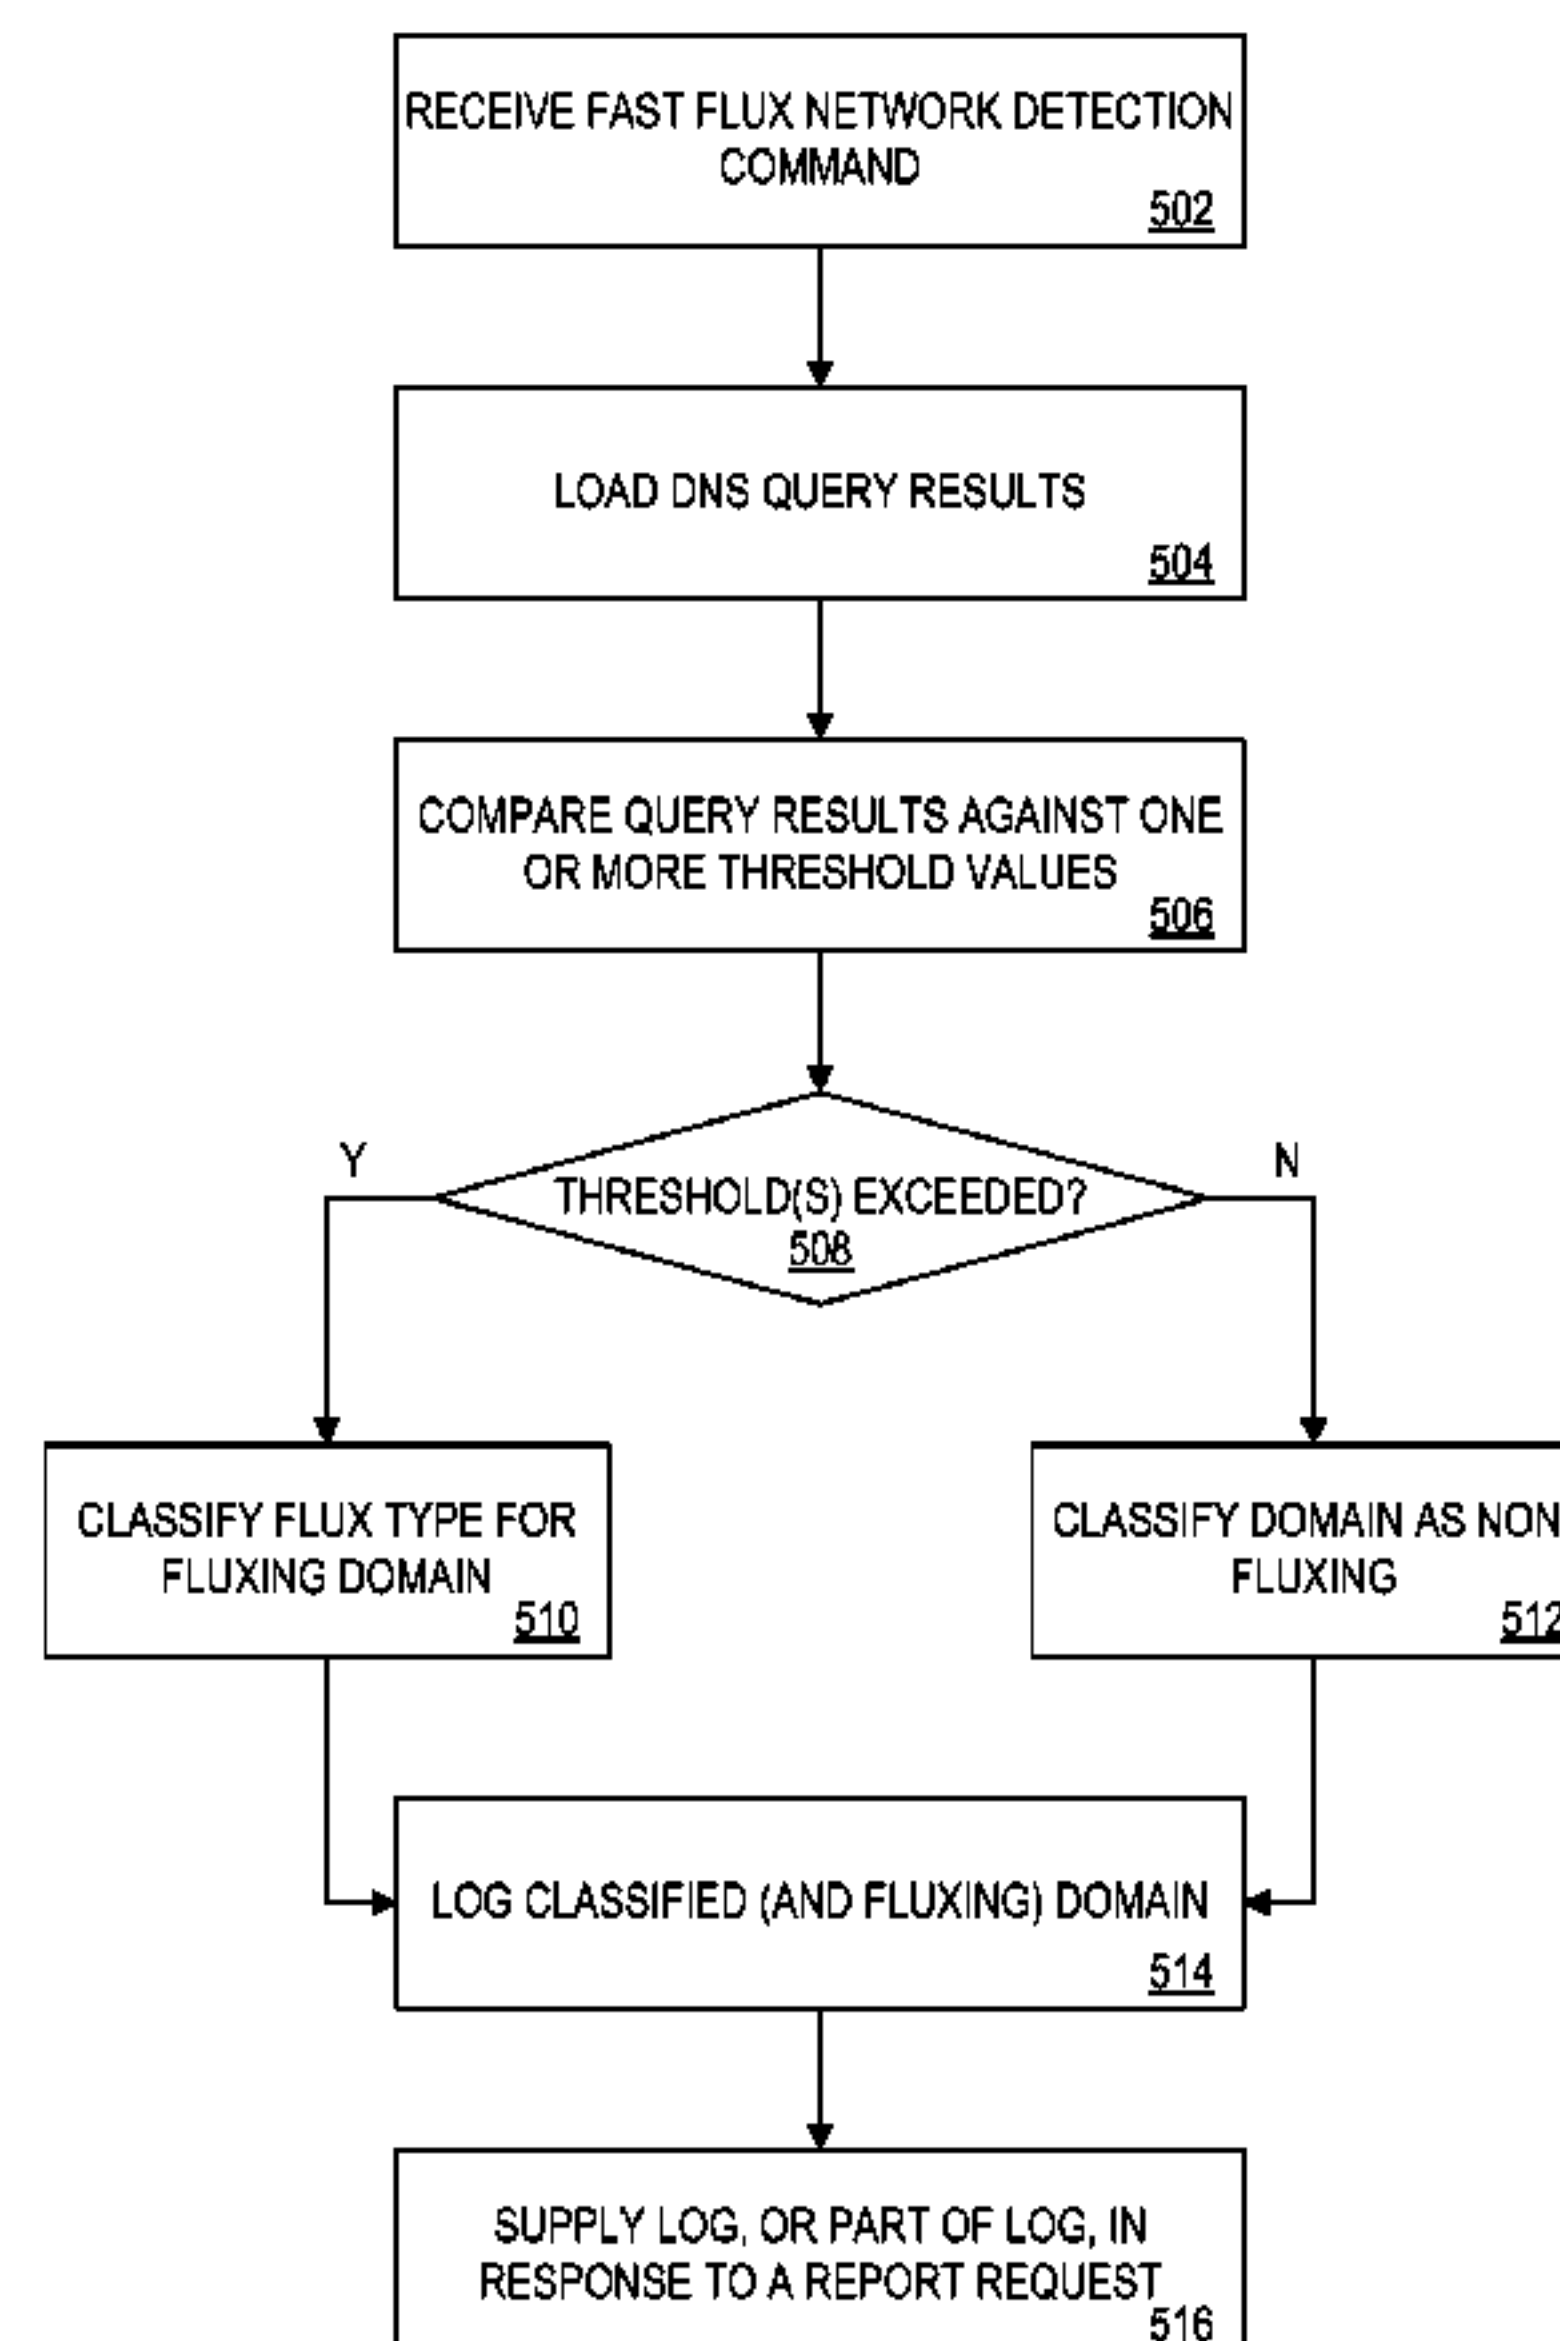 RECEIVE FAST FLUX NETWORK DETECTION
COMMAND
502
LOAD DNS QUERY RESULTS
504
COMPARE QUERY RESULTS AGAINST ONE
OR MORE THRESHOLD VALUES
506
Y
N
THRESHOLD(S) EXCEEDED?
508
CLASSIFY FLUX TYPE FOR
FLUXING DOMAIN
510
CLASSIFY DOMAIN AS NON
FLUXING
512
LOG CLASSIFIED (AND FLUXING) DOMAIN
514
SUPPLY LOG, OR PART OF LOG, IN
RESPONSE TO A REPORT REQUEST
516